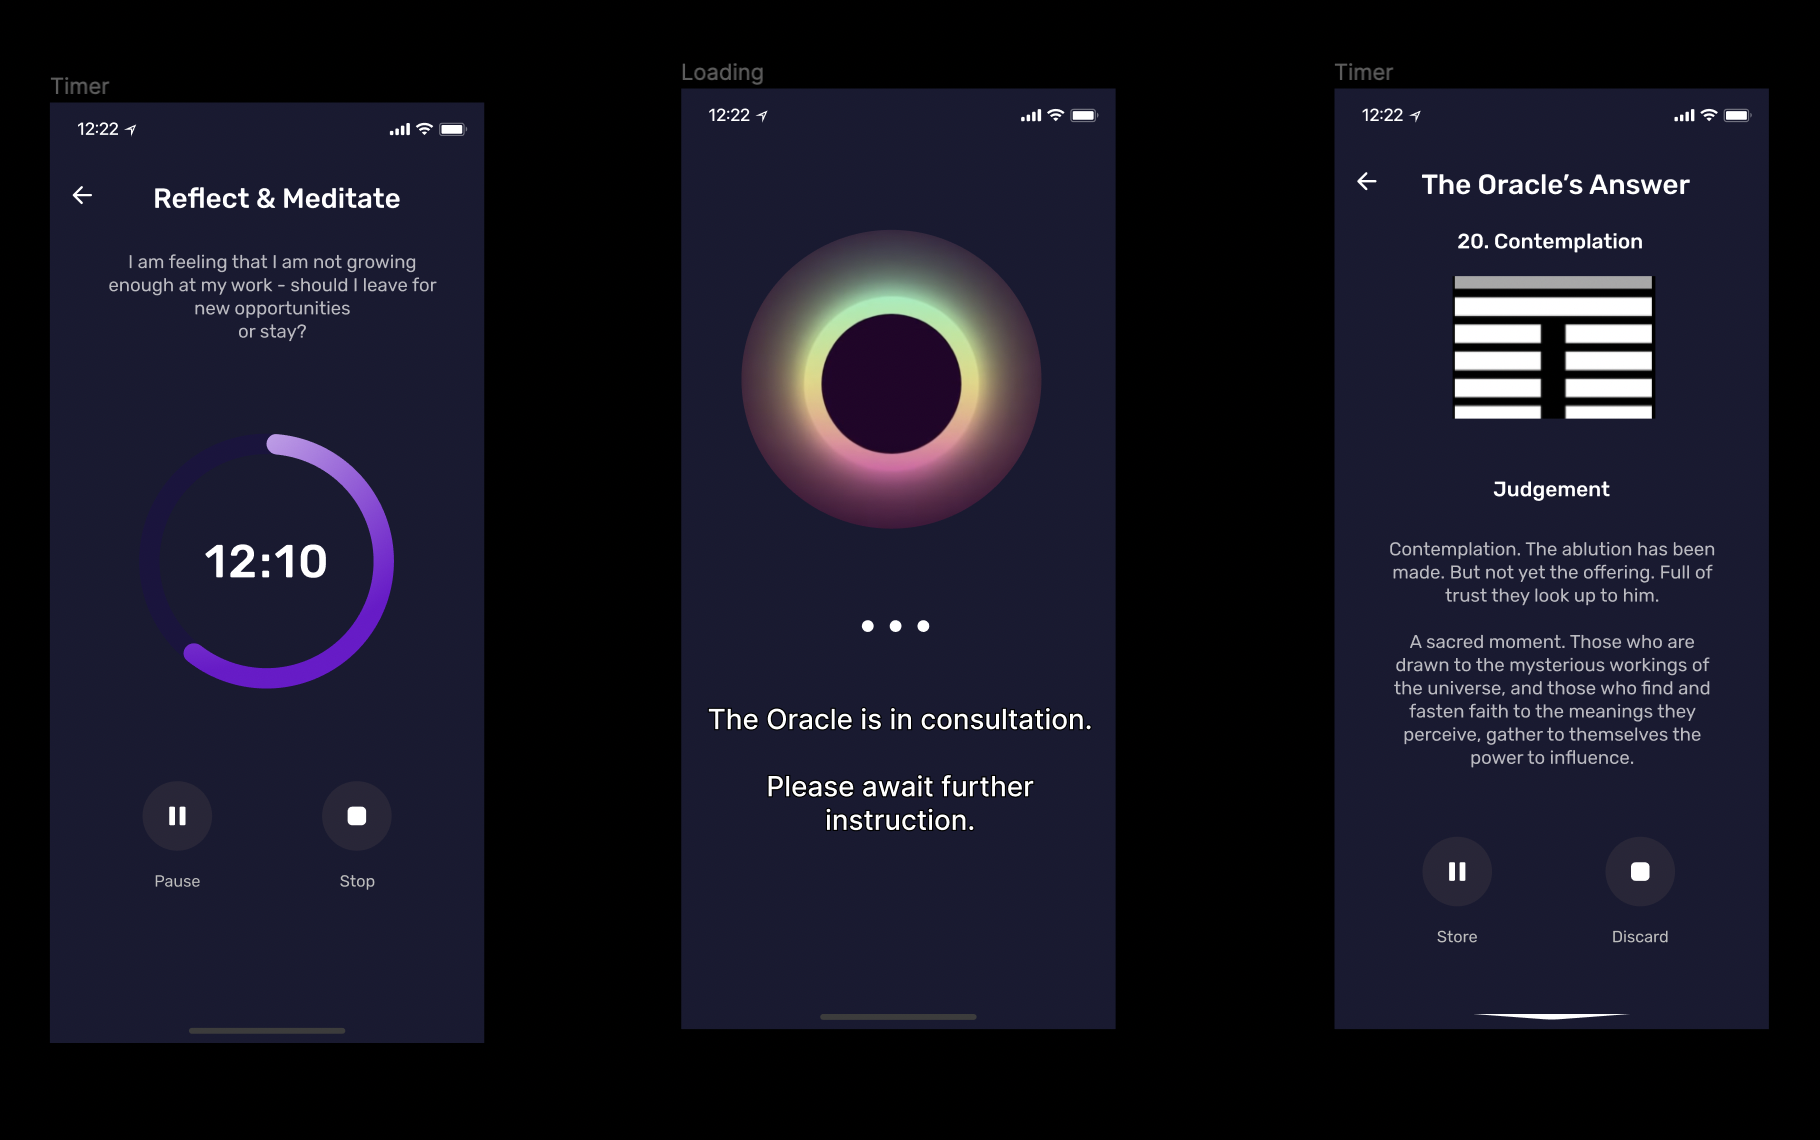 Timer
12:22
Reflect & Meditate
I am feeling that I am not growing
enough at my work - should I leave for
new opportunities
or stay?
12:10
Pause
Stop
Loading
12:22
The Oracle is in consultation.
Please await further
instruction.
Timer
12:22
The Oracle’s Answer
20. Contemplation
Judgement
Contemplation. The ablution has been
made. But not yet the offering. Full of
trust they look up to him.
A sacred moment. Those who are
drawn to the mysterious workings of
the universe, and those who find and
fasten faith to the meanings they
perceive, gather to themselves the
power to influence.
Store
Discard